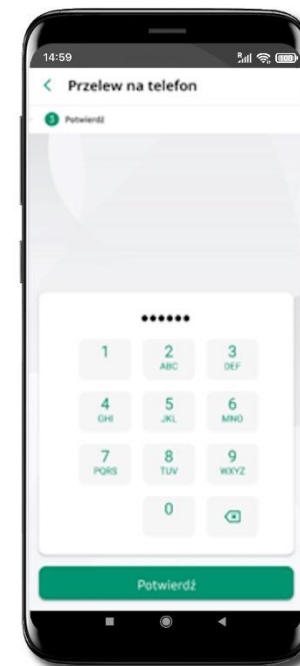 14:59
Przelew na telefon
3 Potwierdź
••••••
1 2 ABC 3 DEF
4 GHI 5 JKL 6 MNO
7 PQRS 8 TUV 9 WXYZ
0
Potwierdź